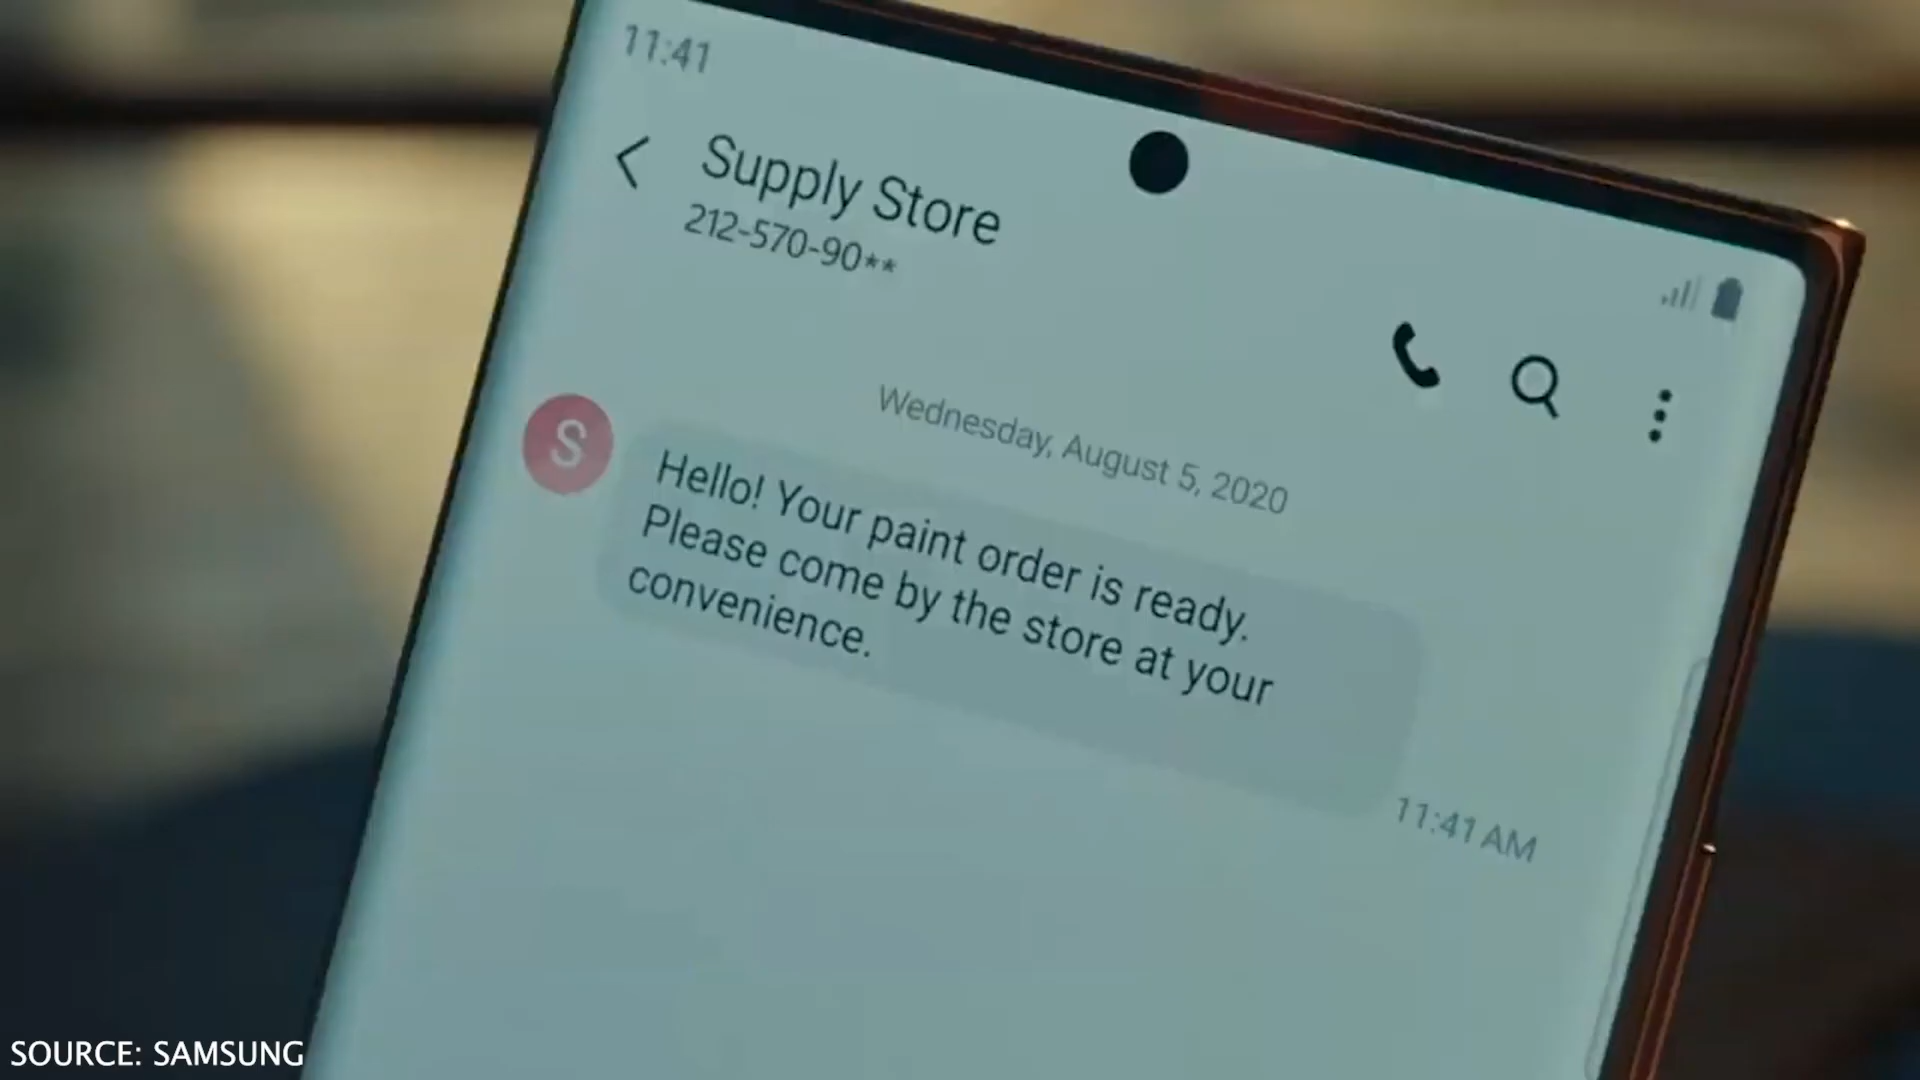 11:41
Supply Store
212-570-90**
Wednesday, August 5, 2020
S
Hello! Your paint order is ready.
Please come by the store at your
convenience.
11:41 AM
SOURCE: SAMSUNG